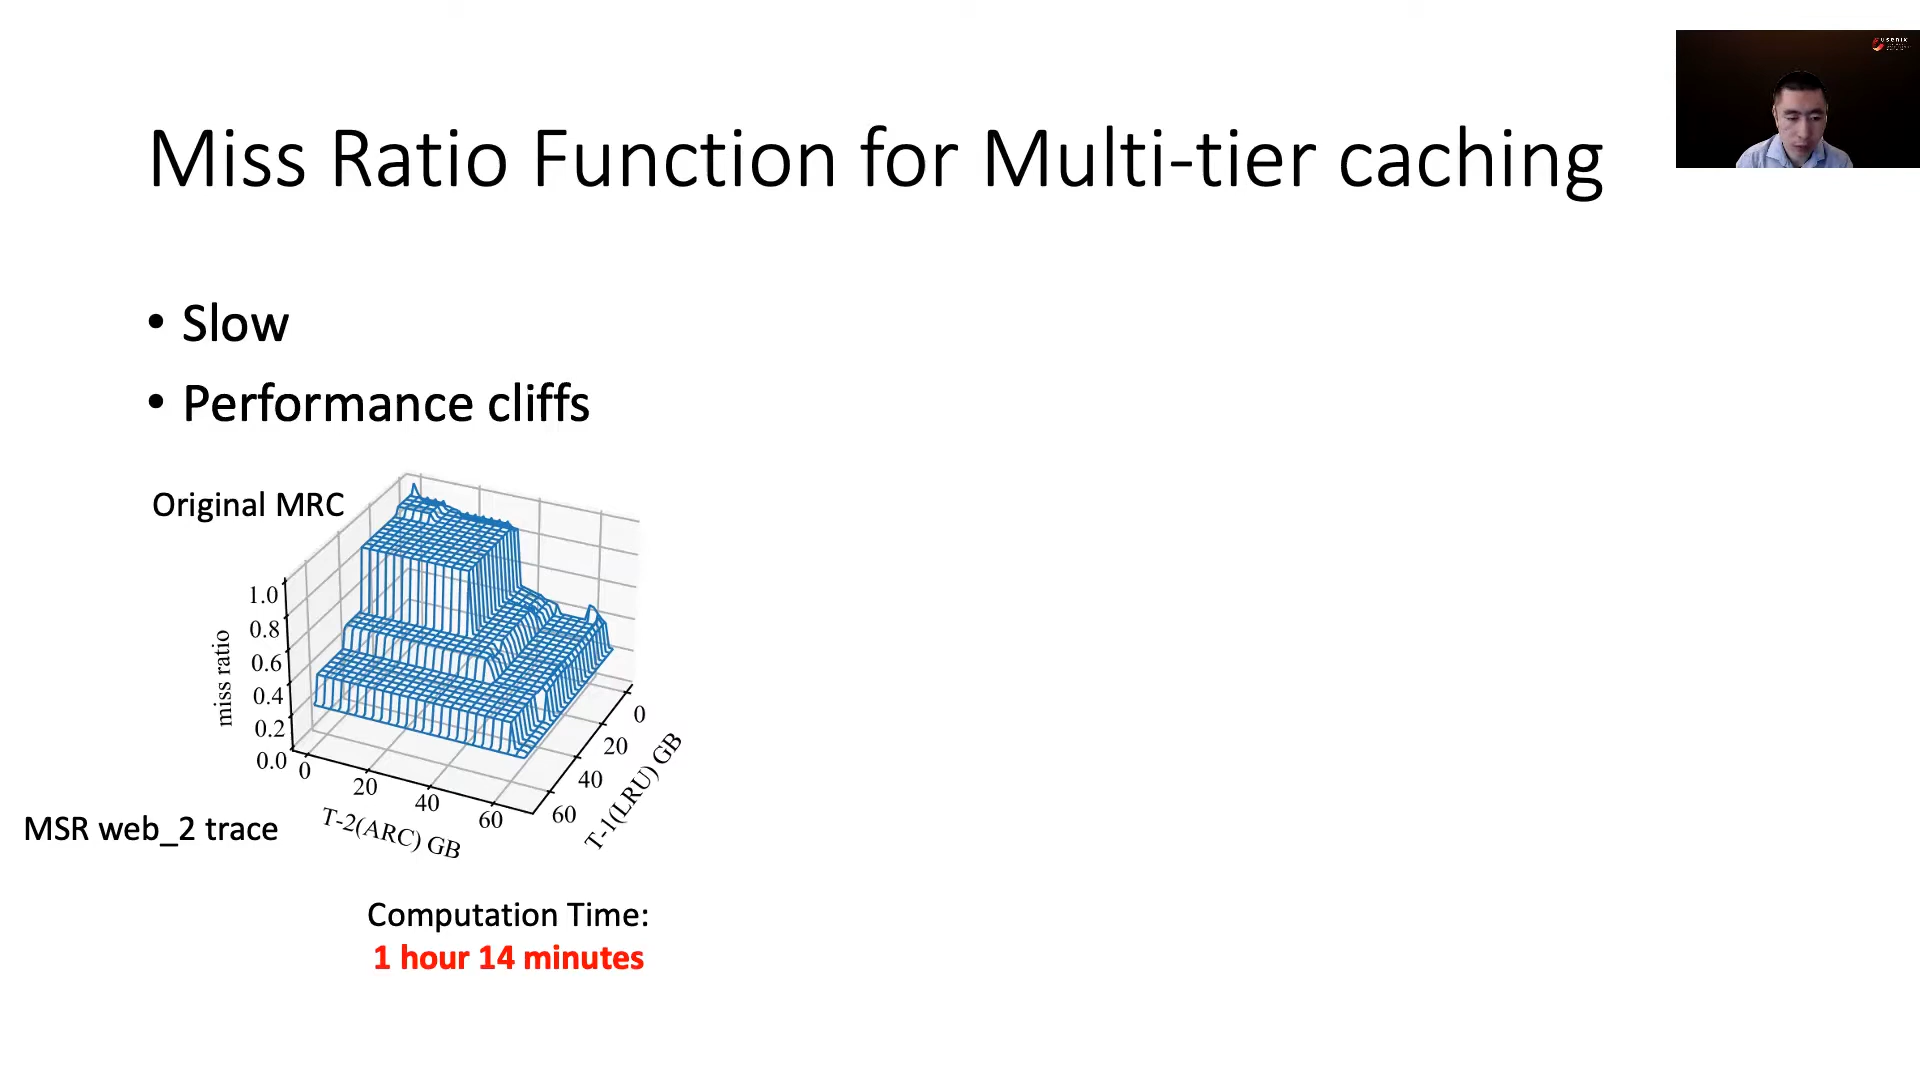 usenix
Miss Ratio Function for Multi-tier caching
• Slow
• Performance cliffs
Original MRC
1.0
0.8
0.6
0.4
0.2
0.0
miss ratio
0
20
40
60
T-2(ARC) GB
0
20
40
60
T-1(LRU) GB
MSR web_2 trace
Computation Time:
1 hour 14 minutes